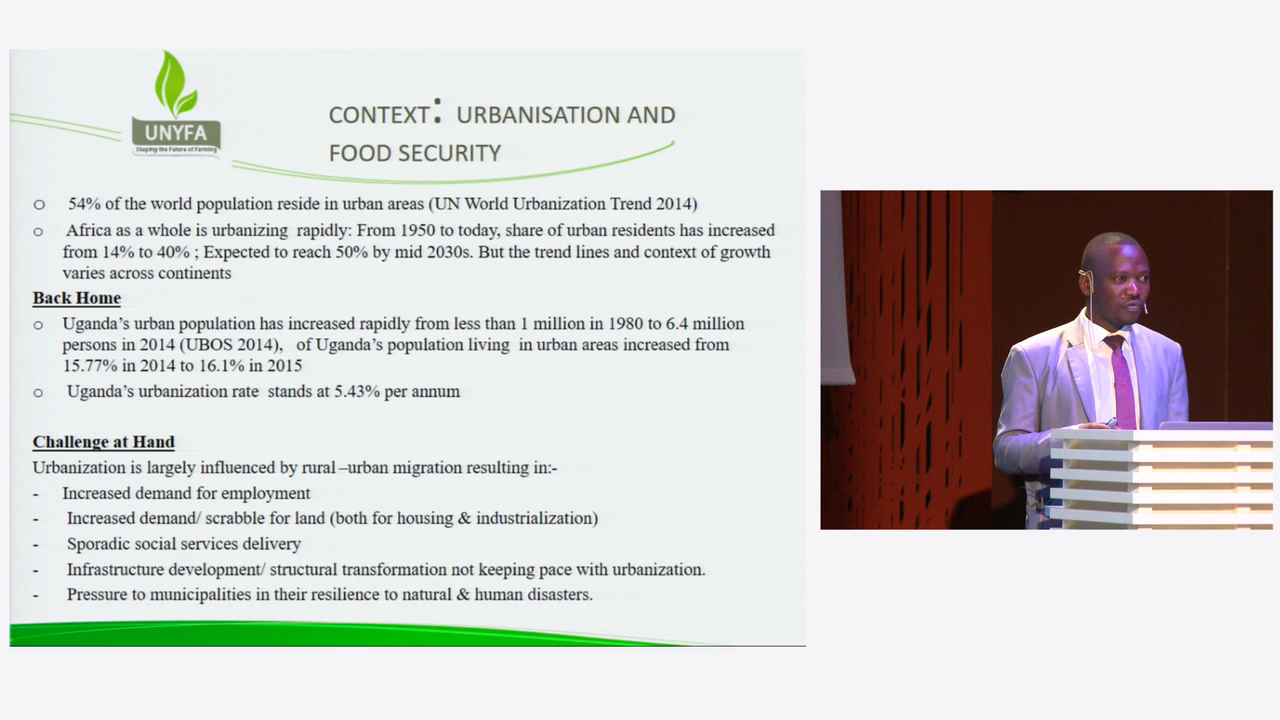 UNYFA
Shaping the Future of Farming
CONTEXT: URBANISATION AND
FOOD SECURITY
o 54% of the world population reside in urban areas (UN World Urbanization Trend 2014)
o Africa as a whole is urbanizing rapidly: From 1950 to today, share of urban residents has increased
from 14% to 40% ; Expected to reach 50% by mid 2030s. But the trend lines and context of growth
varies across continents
Back Home
o Uganda’s urban population has increased rapidly from less than 1 million in 1980 to 6.4 million
persons in 2014 (UBOS 2014), of Uganda’s population living in urban areas increased from
15.77% in 2014 to 16.1% in 2015
o Uganda’s urbanization rate stands at 5.43% per annum
Challenge at Hand
Urbanization is largely influenced by rural –urban migration resulting in:-
- Increased demand for employment
- Increased demand/ scrabble for land (both for housing & industrialization)
- Sporadic social services delivery
- Infrastructure development/ structural transformation not keeping pace with urbanization.
- Pressure to municipalities in their resilience to natural & human disasters.